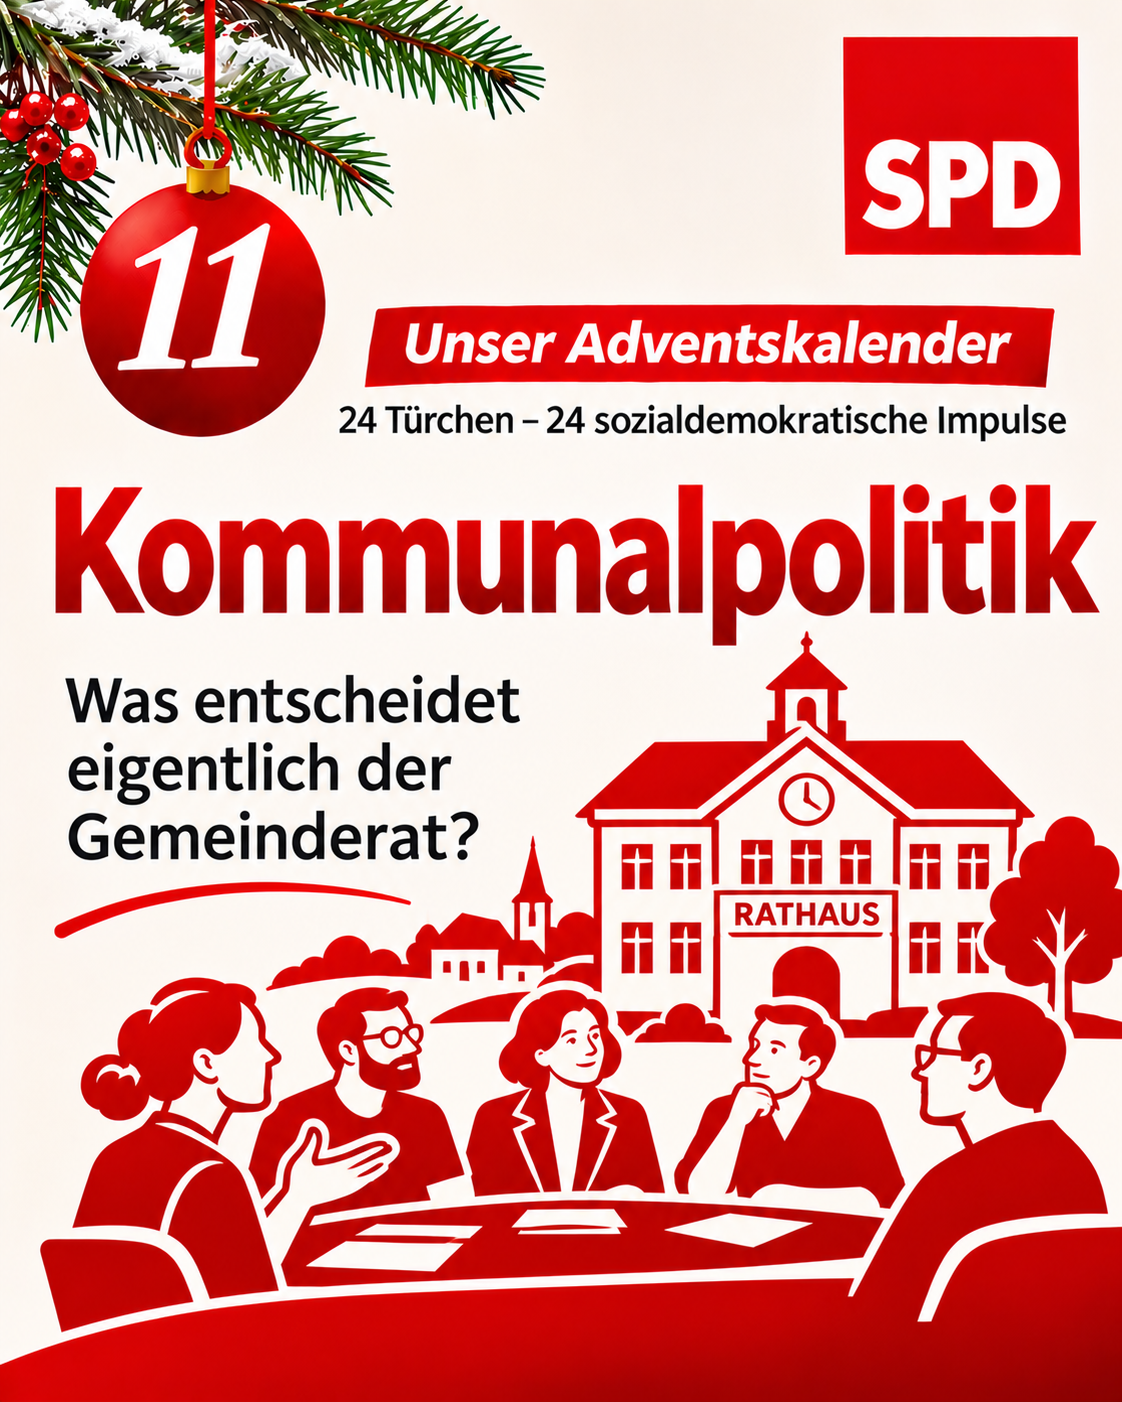 11
SPD
Unser Adventskalender
24 Türchen – 24 sozialdemokratische Impulse
Kommunalpolitik
Was entscheidet
eigentlich der
Gemeinderat?
RATHAUS